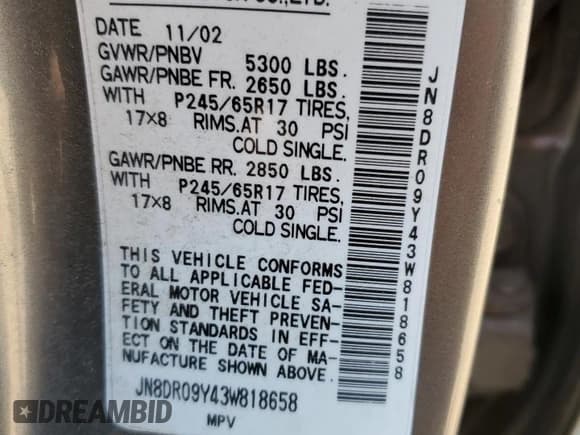 CO.,LTD.
DATE 11/02
GVWR/PNBV 5300 LBS.
GAWR/PNBE FR. 2650 LBS.
WITH P245/65R17 TIRES,
17×8 RIMS.AT 30 PSI
COLD SINGLE.
GAWR/PNBE RR. 2850 LBS.
WITH P245/65R17 TIRES,
17×8 RIMS.AT 30 PSI
COLD SINGLE.
THIS VEHICLE CONFORMS
TO ALL APPLICABLE FED-
ERAL MOTOR VEHICLE SA-
FETY AND THEFT PREVEN-
TION STANDARDS IN EFF-
ECT ON THE DATE OF MA-
NUFACTURE SHOWN ABOVE.
JN8DR09Y43W818658
MPV
JN8DR09Y43W818658
DREAMBID